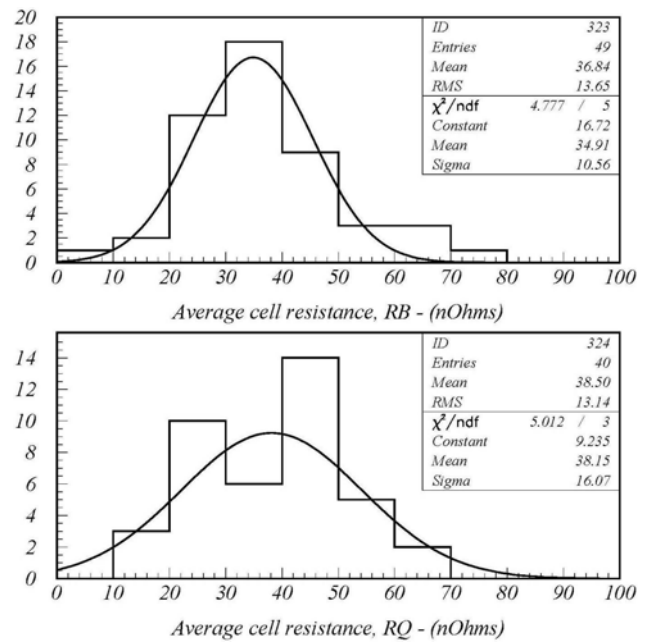 20
18
16
14
12
10
8
6
4
2
0
0 10 20 30 40 50 60 70 80 90 100
ID 323
Entries 49
Mean 36.84
RMS 13.65
χ²/ndf 4.777 / 5
Constant 16.72
Mean 34.91
Sigma 10.56
Average cell resistance, RB - (nOhms)
14
12
10
8
6
4
2
0
0 10 20 30 40 50 60 70 80 90 100
ID 324
Entries 40
Mean 38.50
RMS 13.14
χ²/ndf 5.012 / 3
Constant 9.235
Mean 38.15
Sigma 16.07
Average cell resistance, RQ - (nOhms)